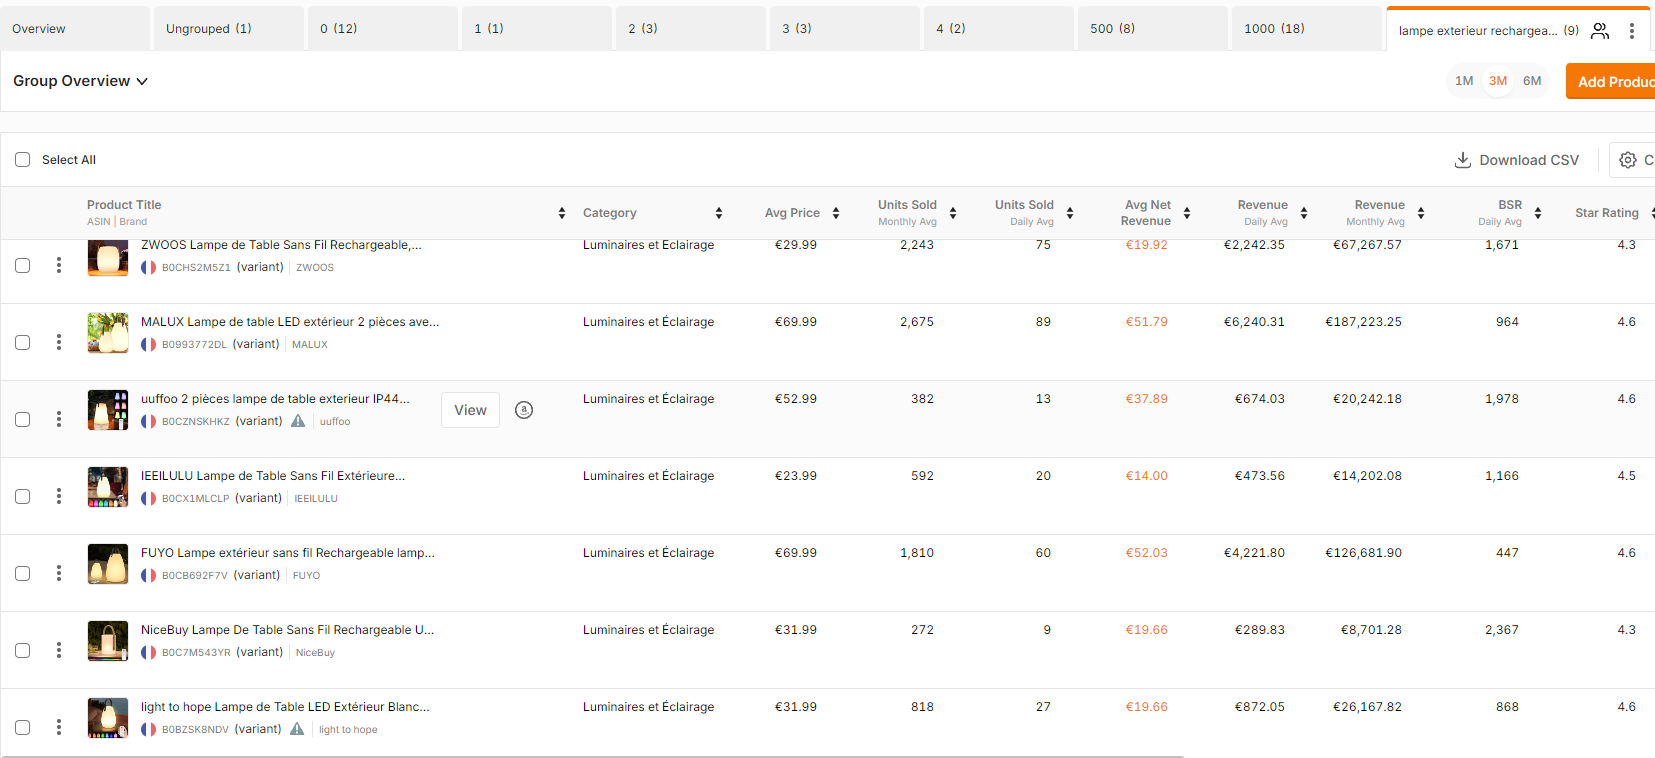 Overview
Ungrouped (1)
0 (12)
1 (1)
2 (3)
3 (3)
4 (2)
500 (8)
1000 (18)
lampe exterieur rechargea... (9)
Group Overview
1M 3M 6M
Add Produc
Select All
Download CSV
C
Product Title
ASIN | Brand
Category
Avg Price
Units Sold
Monthly Avg
Units Sold
Daily Avg
Avg Net
Revenue
Revenue
Daily Avg
Revenue
Monthly Avg
BSR
Daily Avg
Star Rating
ZWOOS Lampe de Table Sans Fil Rechargeable,... Luminaires et Eclairage €29.99 2,243 75 €19.92 €2,242.35 €67,267.57 1,671 4.3
B0CHS2M5Z1 (variant) ZWOOS
MALUX Lampe de table LED extérieur 2 pièces ave... Luminaires et Éclairage €69.99 2,675 89 €51.79 €6,240.31 €187,223.25 964 4.6
B0993772DL (variant) MALUX
uuffoo 2 pièces lampe de table exterieur IP44... Luminaires et Éclairage €52.99 382 13 €37.89 €674.03 €20,242.18 1,978 4.6
B0CZNSKHKZ (variant) uuffoo
View
IEEILULU Lampe de Table Sans Fil Extérieure... Luminaires et Éclairage €23.99 592 20 €14.00 €473.56 €14,202.08 1,166 4.5
B0CX1MLCLP (variant) IEEILULU
FUYO Lampe extérieur sans fil Rechargeable lamp... Luminaires et Éclairage €69.99 1,810 60 €52.03 €4,221.80 €126,681.90 447 4.6
B0CB692F7V (variant) FUYO
NiceBuy Lampe De Table Sans Fil Rechargeable U... Luminaires et Éclairage €31.99 272 9 €19.66 €289.83 €8,701.28 2,367 4.3
B0C7M543YR (variant) NiceBuy
light to hope Lampe de Table LED Extérieur Blanc... Luminaires et Éclairage €31.99 818 27 €19.66 €872.05 €26,167.82 868 4.6
B0BZSK8NDV (variant) light to hope